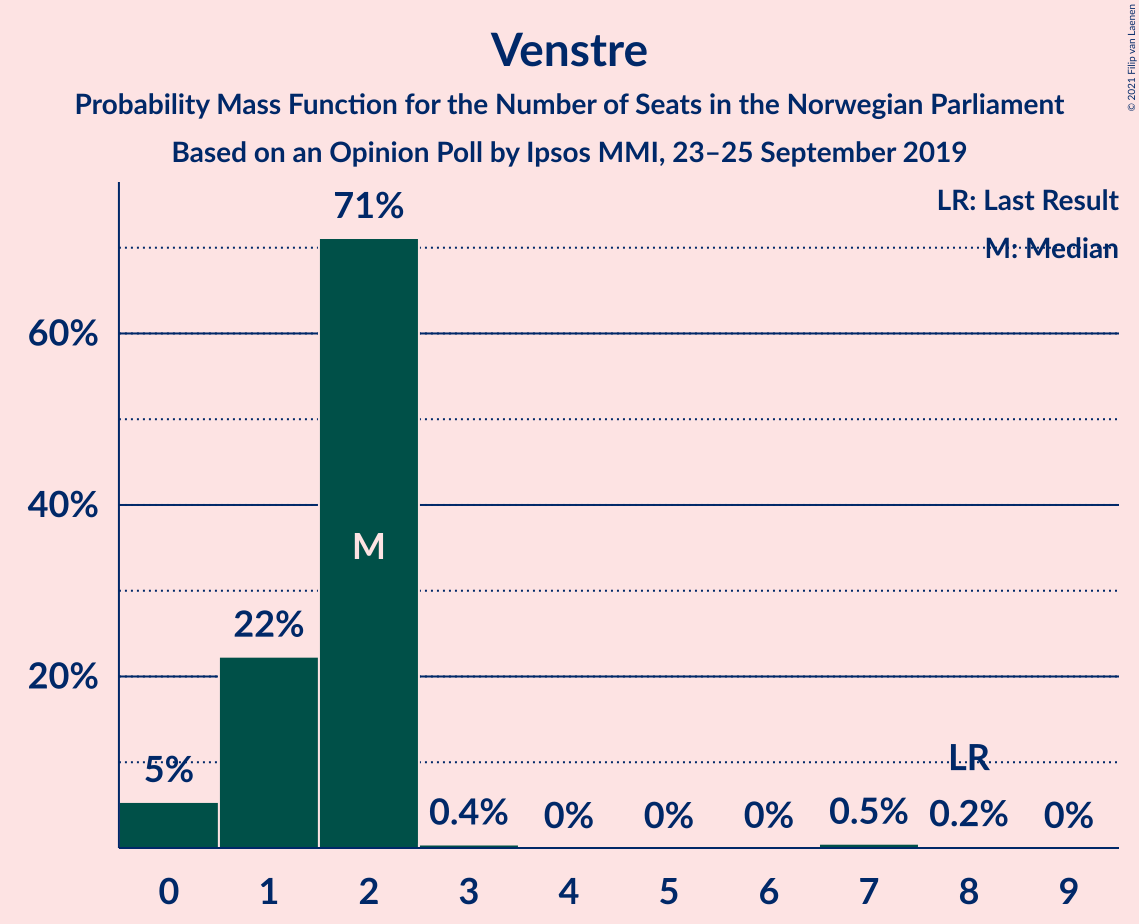 Venstre
Probability Mass Function for the Number of Seats in the Norwegian Parliament
Based on an Opinion Poll by Ipsos MMI, 23–25 September 2019
© 2021 Filip van Laenen
LR: Last Result
M: Median
71%
60%
40%
M
22%
20%
5%
0.4%
0%
0%
0%
0.5%
LR
0.2%
0%
0 1 2 3 4 5 6 7 8 9